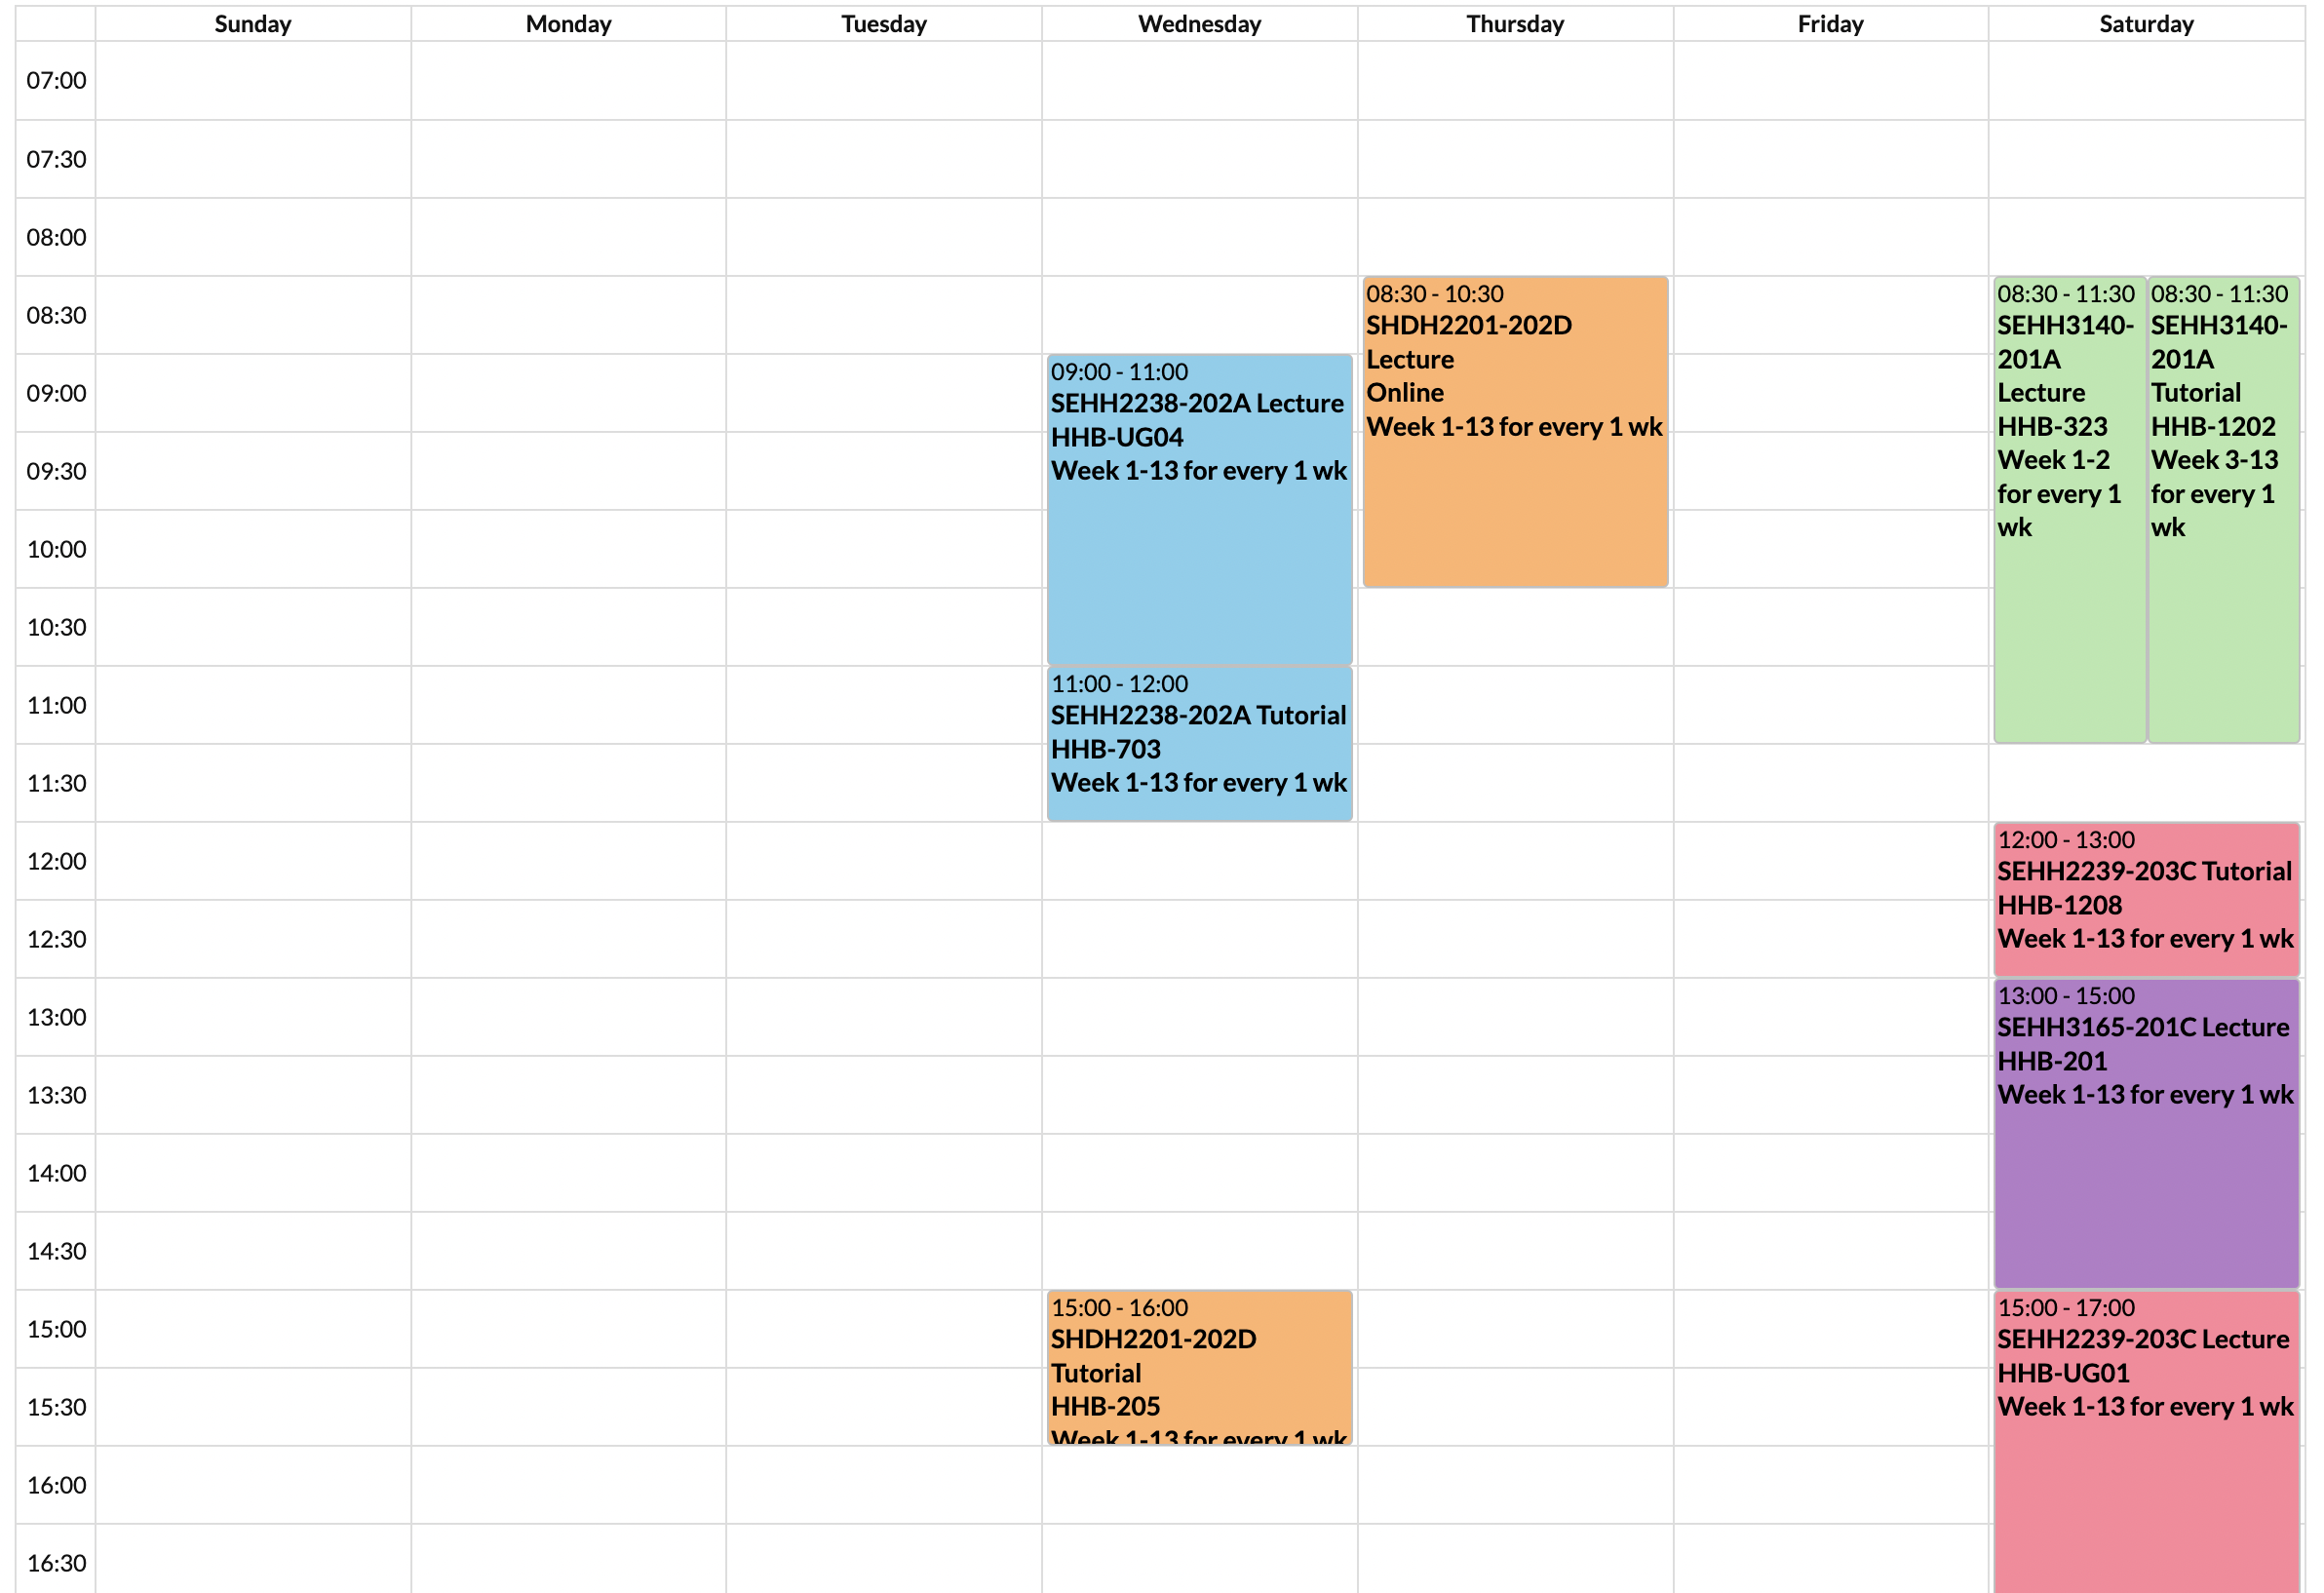 Sunday Monday Tuesday Wednesday Thursday Friday Saturday
07:00
07:30
08:00
08:30
09:00
09:30
10:00
10:30
11:00
11:30
12:00
12:30
13:00
13:30
14:00
14:30
15:00
15:30
16:00
16:30
09:00 - 11:00
SEHH2238-202A Lecture
HHB-UG04
Week 1-13 for every 1 wk
11:00 - 12:00
SEHH2238-202A Tutorial
HHB-703
Week 1-13 for every 1 wk
15:00 - 16:00
SHDH2201-202D
Tutorial
HHB-205
Week 1-13 for every 1 wk
08:30 - 10:30
SHDH2201-202D
Lecture
Online
Week 1-13 for every 1 wk
08:30 - 11:30
SEHH3140-
201A
Lecture
HHB-323
Week 1-2
for every 1
wk
08:30 - 11:30
SEHH3140-
201A
Tutorial
HHB-1202
Week 3-13
for every 1
wk
12:00 - 13:00
SEHH2239-203C Tutorial
HHB-1208
Week 1-13 for every 1 wk
13:00 - 15:00
SEHH3165-201C Lecture
HHB-201
Week 1-13 for every 1 wk
15:00 - 17:00
SEHH2239-203C Lecture
HHB-UG01
Week 1-13 for every 1 wk